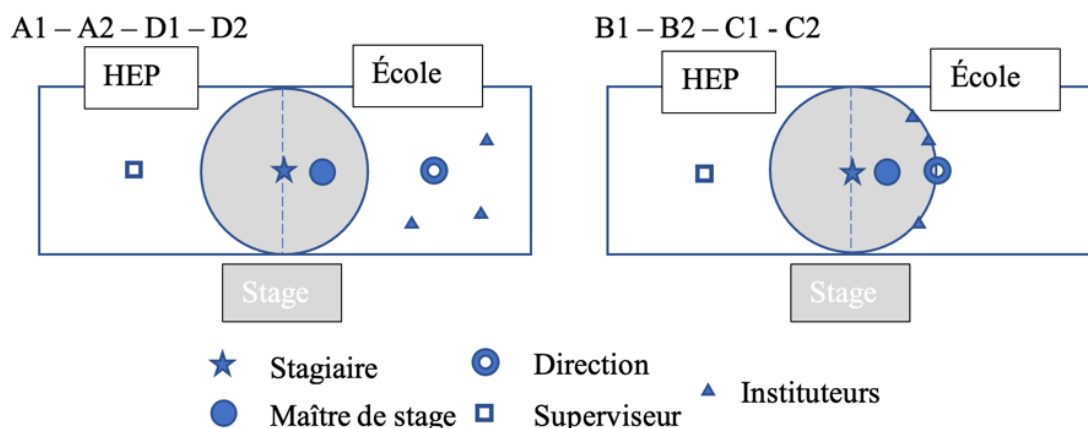 A1 – A2 – D1 – D2
HEP
École
Stage
B1 – B2 – C1 - C2
HEP
École
Stage
Stagiaire
Direction
Instituteurs
Maître de stage
Superviseur